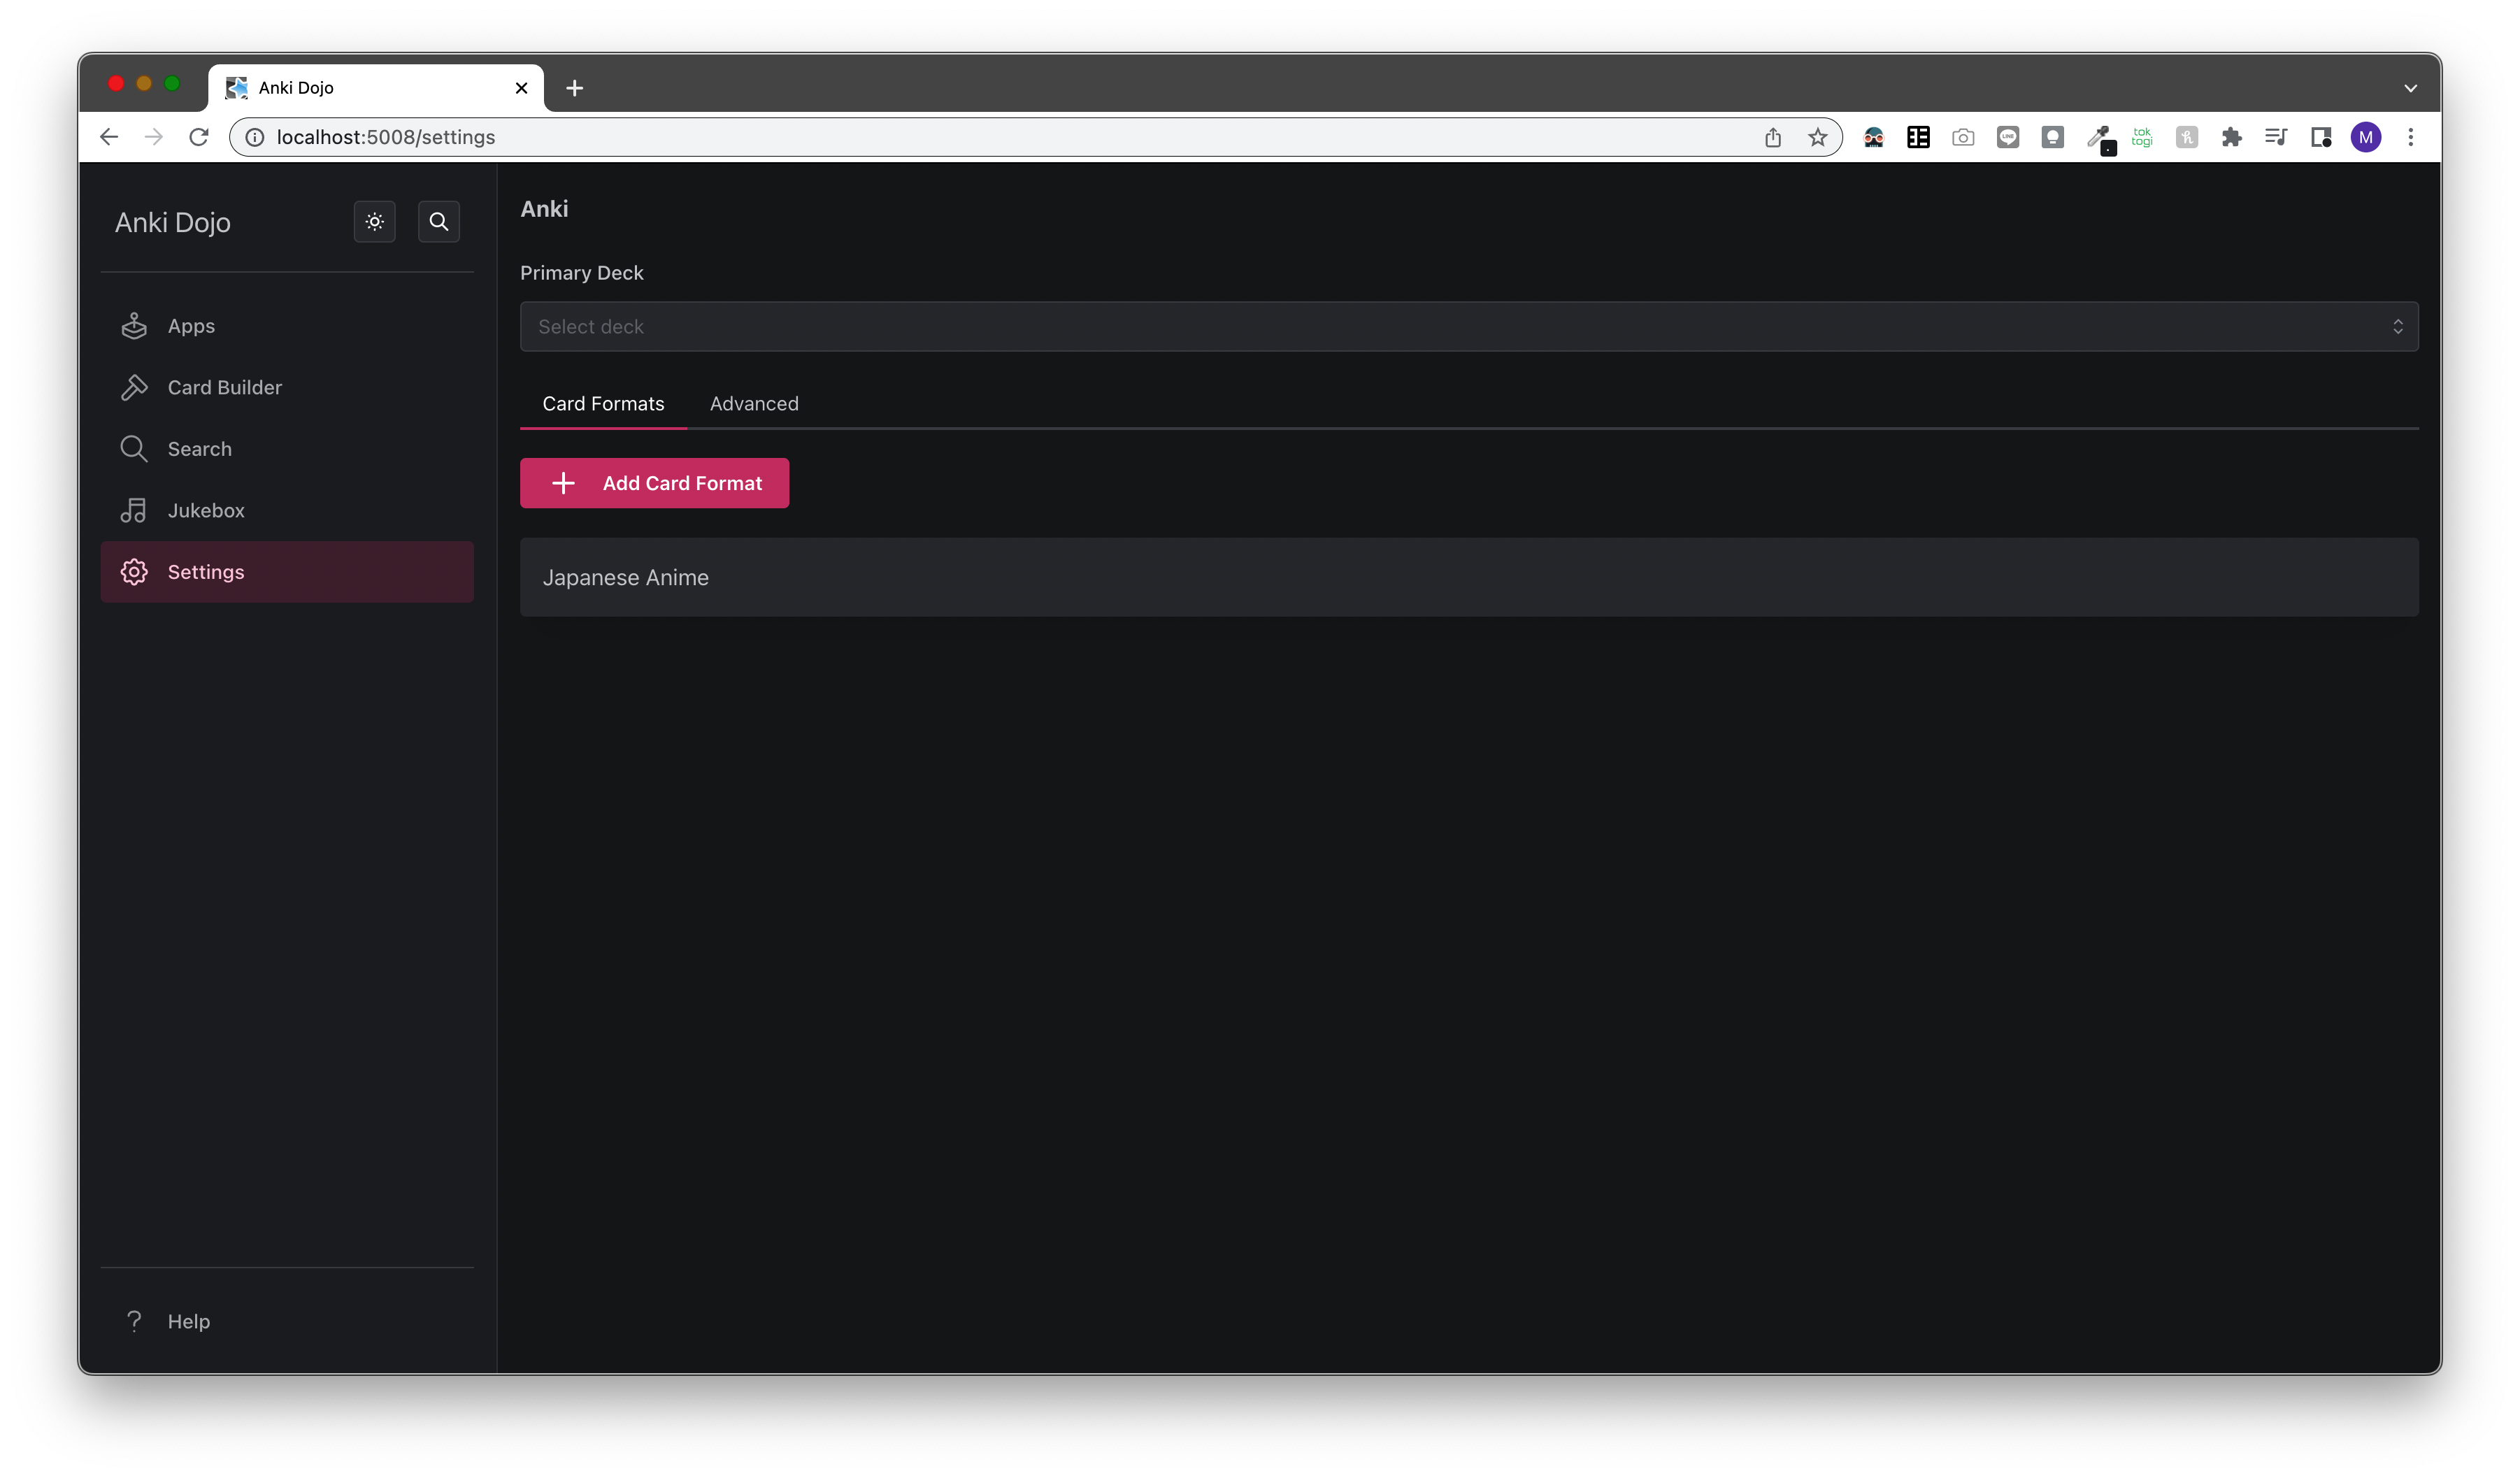 Anki Dojo
localhost:5008/settings
LINE
tok
togi
M
Anki Dojo
Apps
Card Builder
Search
Jukebox
Settings
Help
Anki
Primary Deck
Select deck
Card Formats
Advanced
Add Card Format
Japanese Anime